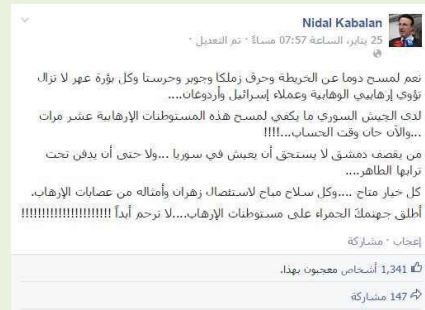 Nidal Kabalan
25 يناير، الساعة 07:57 مساءً · تم التعديل ·
نعم لمسح دوما عن الخريطة وحرق زملكا وجوبر وحرستا وكل بؤرة عهر لا تزال
تؤوي إرهابيي الوهابية وعملاء إسرائيل وأردوغان....
لدى الجيش السوري ما يكفي لمسح هذه المستوطنات الإرهابية عشر مرات
...والآن حان وقت الحساب...!!!!
من يقصف دمشق لا يستحق أن يعيش في سوريا ...ولا حتى أن يدفن تحت
ترابها الطاهر....
كل خيار متاح ....وكل سلاح مباح لاستئصال زهران وأمثاله من عصابات الإرهاب.
أطلق جهنمك الحمراء على مستوطنات الإرهاب....لا ترحم أبداً !!!!!!!!!!!!!!!!!!!!!!
إعجاب · مشاركة
1,341 أشخاص معجبون بهذا.
147 مشاركة